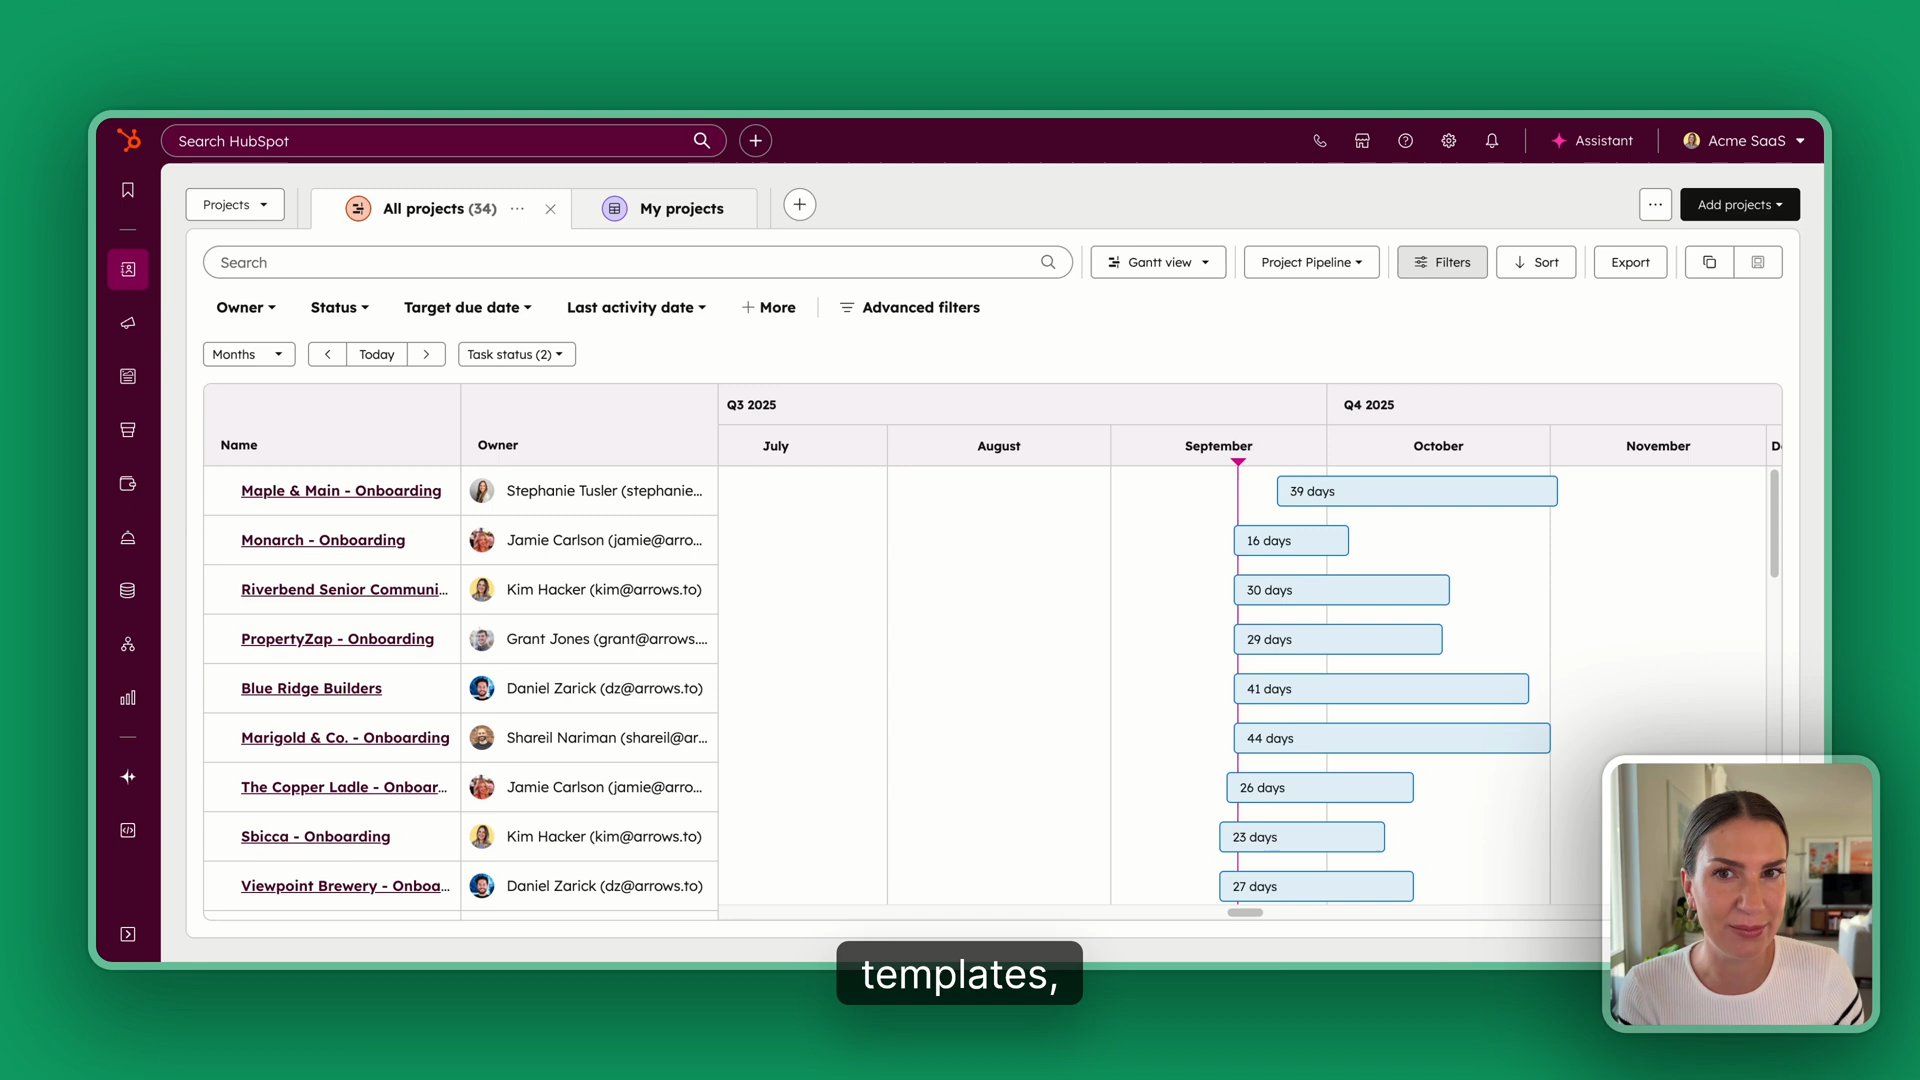 Search HubSpot
Assistant
Acme SaaS
Projects
All projects (34)
My projects
Add projects
Search
Gantt view
Project Pipeline
Filters
Sort
Export
Owner
Status
Target due date
Last activity date
More
Advanced filters
Months
Today
Task status (2)
Name
Owner
Q3 2025
Q4 2025
July
August
September
October
November
D
Maple & Main - Onboarding
Stephanie Tusler (stephanie...
39 days
Monarch - Onboarding
Jamie Carlson (jamie@arro...
16 days
Riverbend Senior Communi...
Kim Hacker (kim@arrows.to)
30 days
PropertyZap - Onboarding
Grant Jones (grant@arrows....
29 days
Blue Ridge Builders
Daniel Zarick (dz@arrows.to)
41 days
Marigold & Co. - Onboarding
Shareil Nariman (shareil@ar...
44 days
The Copper Ladle - Onboar...
Jamie Carlson (jamie@arro...
26 days
Sbicca - Onboarding
Kim Hacker (kim@arrows.to)
23 days
Viewpoint Brewery - Onboa...
Daniel Zarick (dz@arrows.to)
27 days
templates,